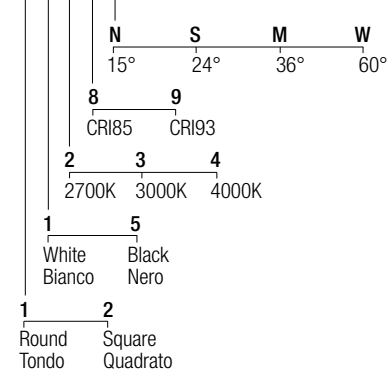 N S M W
15° 24° 36° 60°
8 9
CRI85 CRI93
2 3 4
2700K 3000K 4000K
1 5
White Black
Bianco Nero
1 2
Round Square
Tondo Quadrato